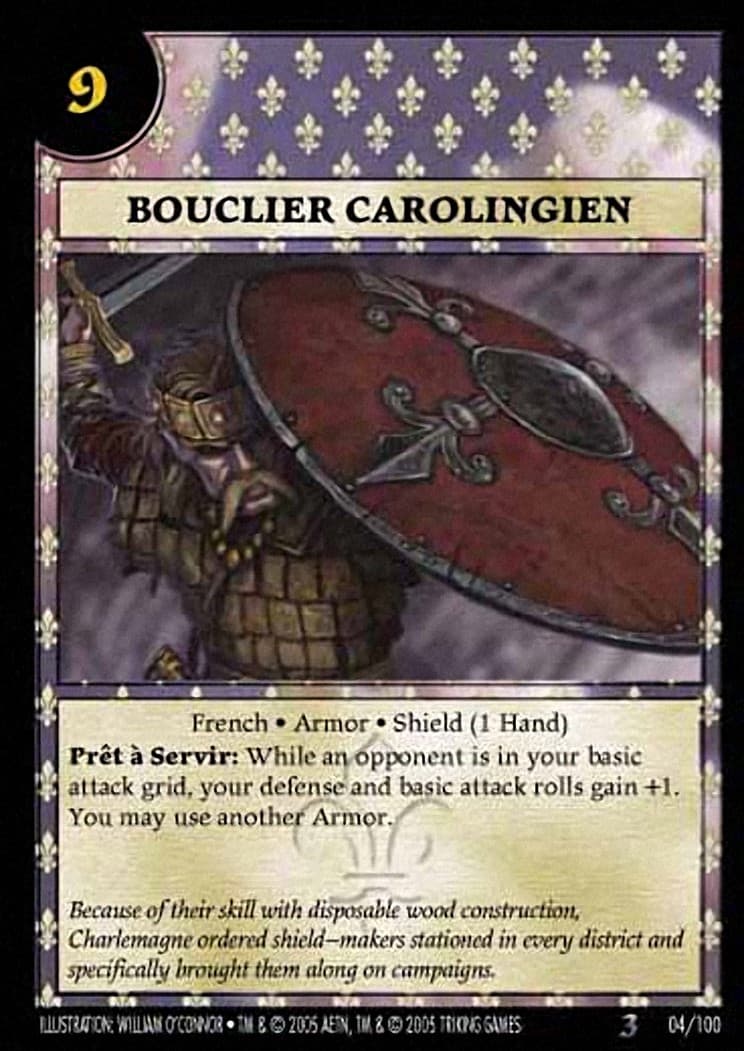 9
BOUCLIER CAROLINGIEN
French • Armor • Shield (1 Hand)
Prêt à Servir: While an opponent is in your basic
attack grid, your defense and basic attack rolls gain +1.
You may use another Armor.
Because of their skill with disposable wood construction,
Charlemagne ordered shield–makers stationed in every district and
specifically brought them along on campaigns.
ILLUSTRATION: WILLIAM O'CONNOR • TM & © 2005 AETN, TM & © 2005 TRIKING GAMES 3 04/100